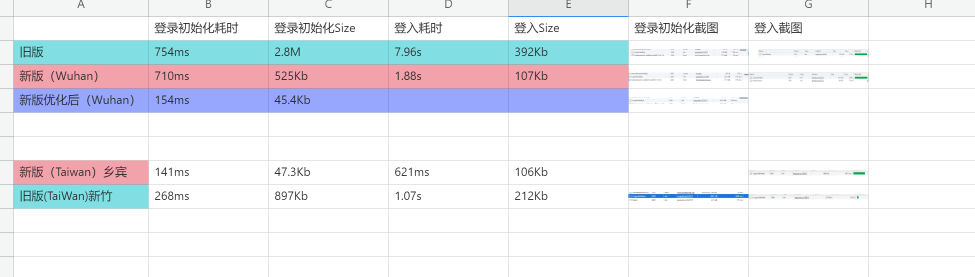 A B C D E F G H
登录初始化耗时 登录初始化Size 登入耗时 登入Size 登录初始化截图 登入截图
旧版 754ms 2.8M 7.96s 392Kb
新版（Wuhan） 710ms 525Kb 1.88s 107Kb
新版优化后（Wuhan） 154ms 45.4Kb
新版（Taiwan）乡宾 141ms 47.3Kb 621ms 106Kb
旧版(TaiWan)新竹 268ms 897Kb 1.07s 212Kb